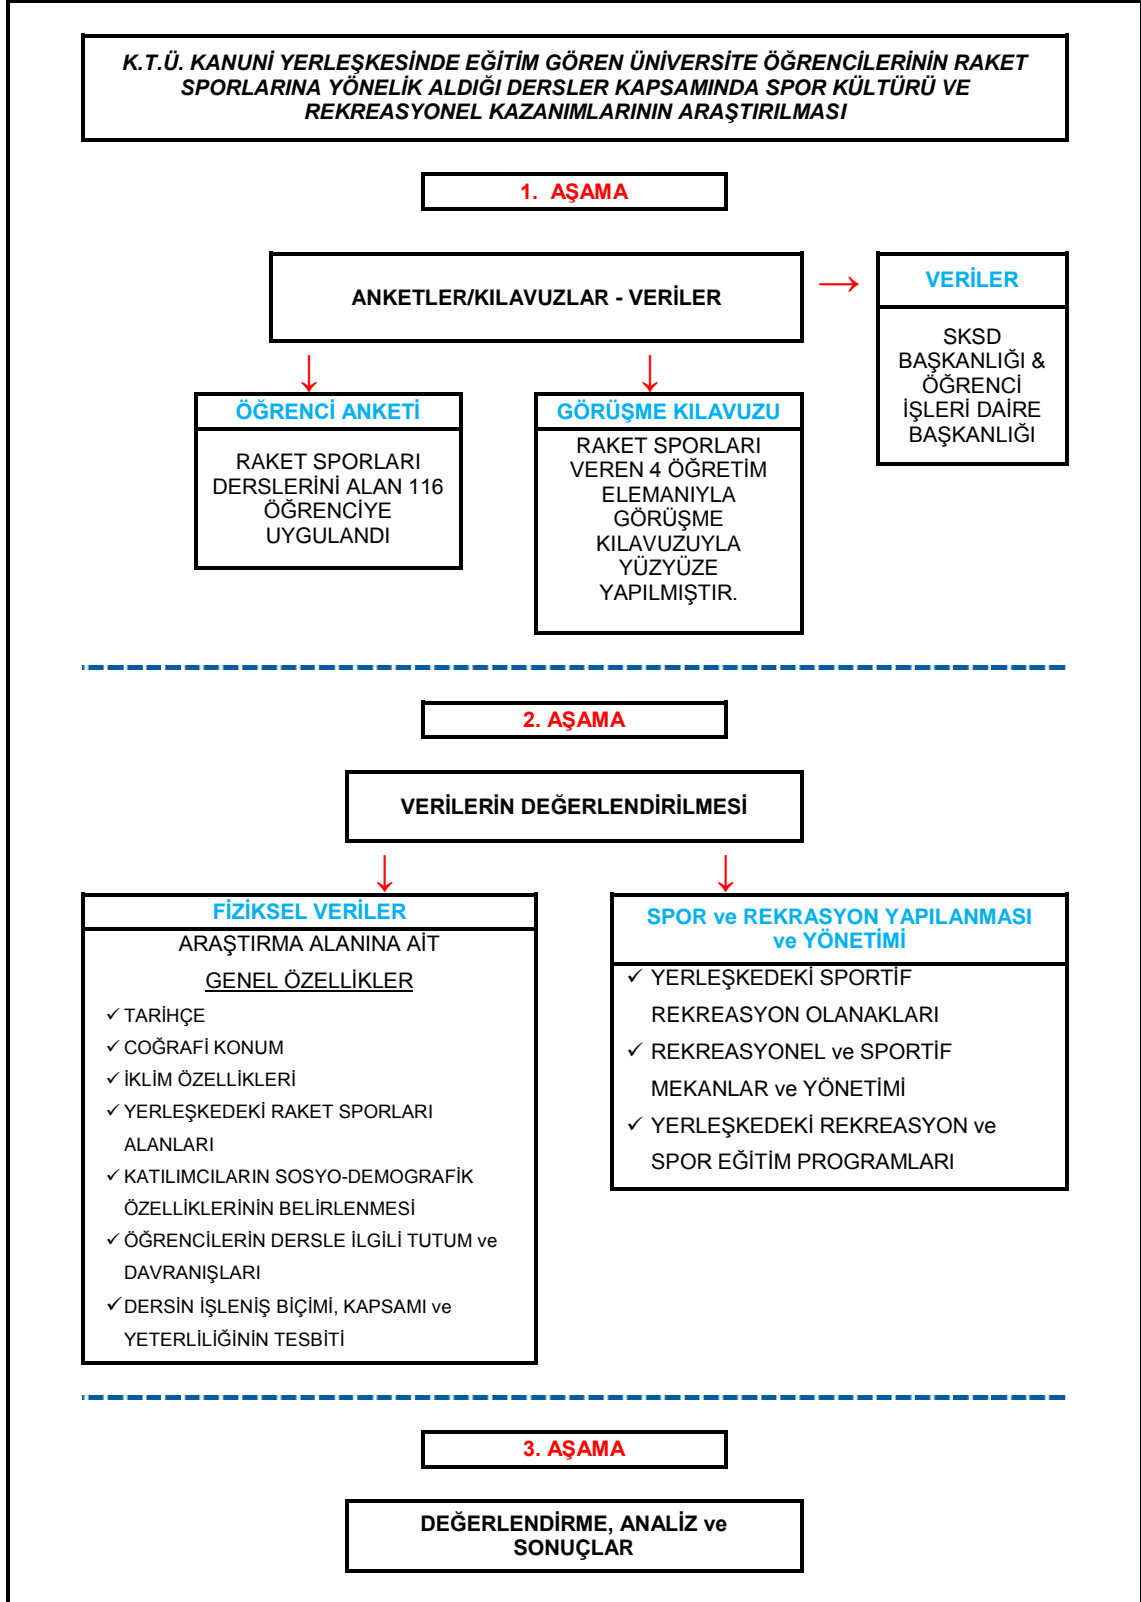 K.T.Ü. KANUNİ YERLEŞKESİNDE EĞİTİM GÖREN ÜNİVERSİTE ÖĞRENCİLERİNİN RAKET
SPORLARINA YÖNELİK ALDIĞI DERSLER KAPSAMINDA SPOR KÜLTÜRÜ VE
REKREASYONEL KAZANIMLARININ ARAŞTIRILMASI
1. AŞAMA
ANKETLER/KILAVUZLAR - VERİLER
VERİLER
SKSD
BAŞKANLIĞI &
ÖĞRENCİ
İŞLERİ DAİRE
BAŞKANLIĞI
ÖĞRENCİ ANKETİ
RAKET SPORLARI
DERSLERİNİ ALAN 116
ÖĞRENCİYE
UYGULANDI
GÖRÜŞME KILAVUZU
RAKET SPORLARI
VEREN 4 ÖĞRETİM
ELEMANIYLA
GÖRÜŞME
KILAVUZUYLA
YÜZYÜZE
YAPILMIŞTIR.
2. AŞAMA
VERİLERİN DEĞERLENDİRİLMESİ
FİZİKSEL VERİLER
ARAŞTIRMA ALANINA AİT
GENEL ÖZELLİKLER
✓ TARİHÇE
✓ COĞRAFİ KONUM
✓ İKLİM ÖZELLİKLERİ
✓ YERLEŞKEDEKİ RAKET SPORLARI
ALANLARI
✓ KATILIMCILARIN SOSYO-DEMOGRAFİK
ÖZELLİKLERİNİN BELİRLENMESİ
✓ ÖĞRENCİLERİN DERSLE İLGİLİ TUTUM ve
DAVRANIŞLARI
✓ DERSİN İŞLENİŞ BİÇİMİ, KAPSAMI ve
YETERLİLİĞİNİN TESBİTİ
SPOR ve REKRASYON YAPILANMASI
ve YÖNETİMİ
✓ YERLEŞKEDEKİ SPORTİF
REKREASYON OLANAKLARI
✓ REKREASYONEL ve SPORTİF
MEKANLAR ve YÖNETİMİ
✓ YERLEŞKEDEKİ REKREASYON ve
SPOR EĞİTİM PROGRAMLARI
3. AŞAMA
DEĞERLENDİRME, ANALİZ ve
SONUÇLAR